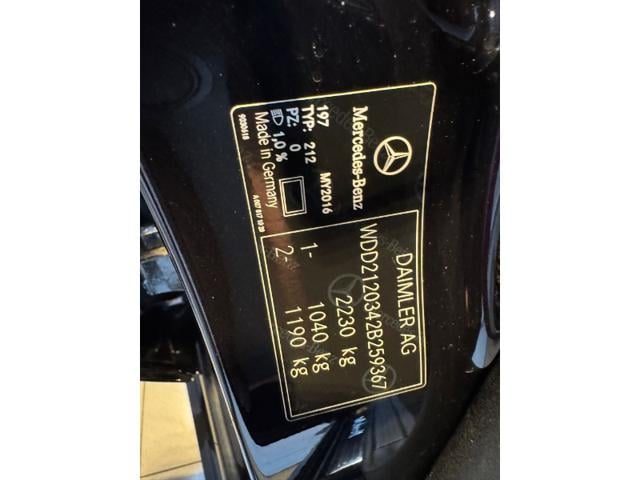 Mercedes-Benz
197
TYP: 212 MY2016
PZ: 0
1,0 %
Made in Germany
9030618
DAIMLER AG
WDD2120342B259367
2230 kg
1- 1040 kg
2- 1190 kg